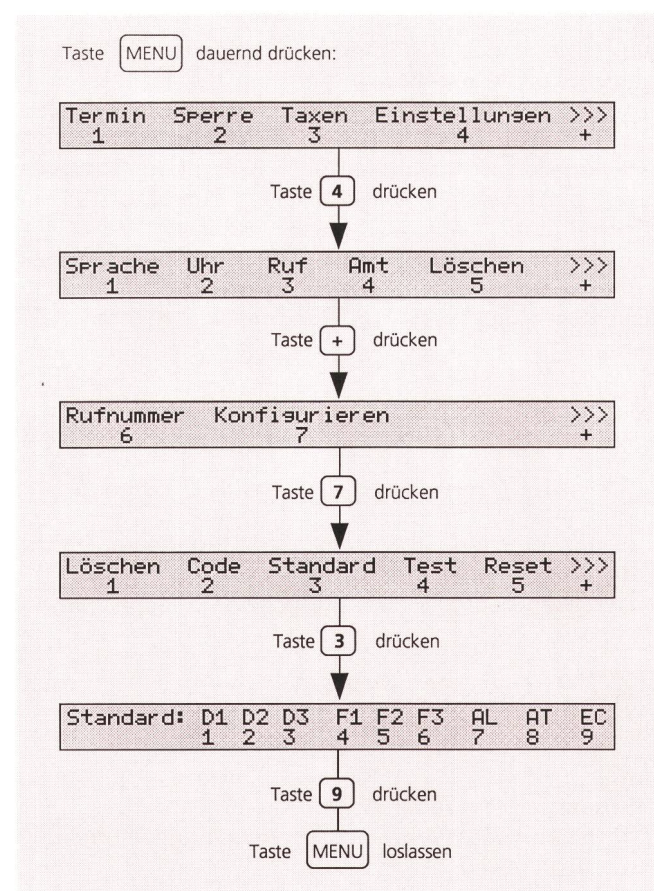 Taste MENU dauernd drücken:
Termin Sperre Taxen Einstellungen >>>
1 2 3 4 +
Taste 4 drücken
Sprache Uhr Ruf Amt Löschen >>>
1 2 3 4 5 +
Taste + drücken
Rufnummer Konfigurieren >>>
6 7 +
Taste 7 drücken
Löschen Code Standard Test Reset >>>
1 2 3 4 5 +
Taste 3 drücken
Standard: D1 D2 D3 F1 F2 F3 AL AT EC
1 2 3 4 5 6 7 8 9
Taste 9 drücken
Taste MENU loslassen